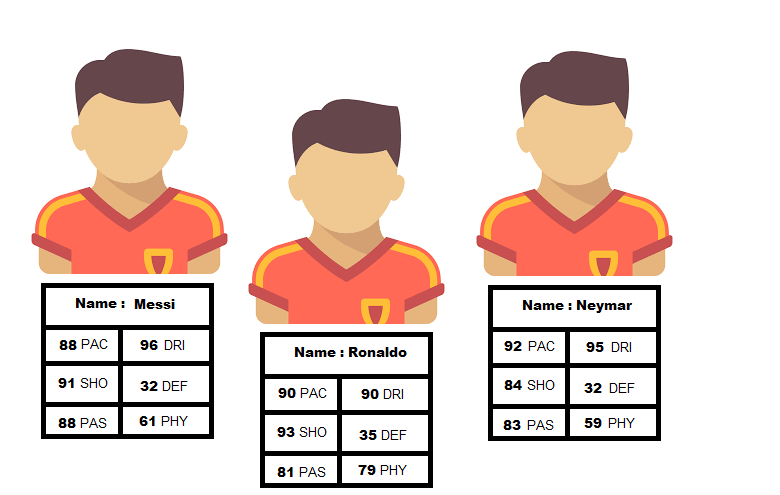 Name : Messi
88 PAC 96 DRI
91 SHO 32 DEF
88 PAS 61 PHY
Name : Ronaldo
90 PAC 90 DRI
93 SHO 35 DEF
81 PAS 79 PHY
Name : Neymar
92 PAC 95 DRI
84 SHO 32 DEF
83 PAS 59 PHY